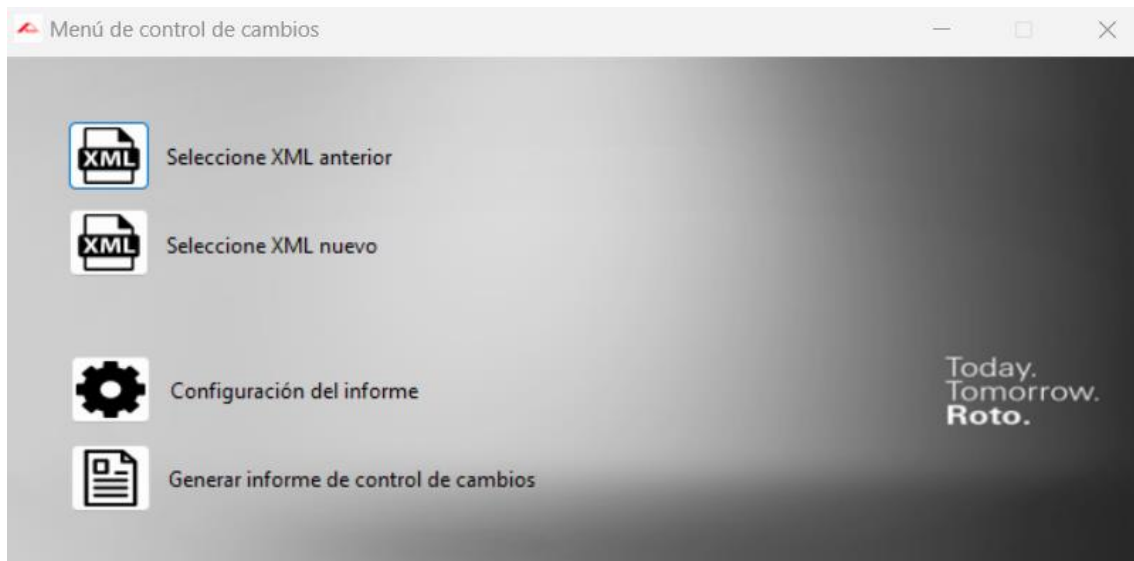 Menú de control de cambios
XML
Seleccione XML anterior
XML
Seleccione XML nuevo
Configuración del informe
Generar informe de control de cambios
Today.
Tomorrow.
Roto.